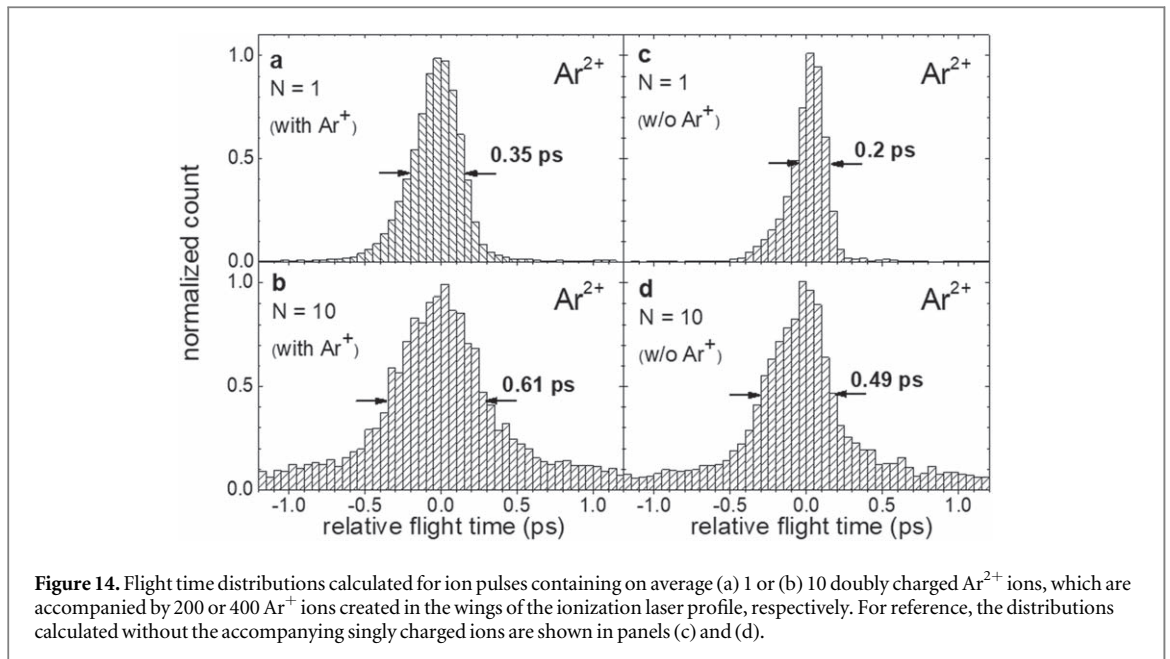 normalized count
1.0
0.5
0.0
a
N = 1
(with Ar⁺)
Ar²⁺
0.35 ps
c
N = 1
(w/o Ar⁺)
Ar²⁺
0.2 ps
1.0
0.5
0.0
b
N = 10
(with Ar⁺)
Ar²⁺
0.61 ps
d
N = 10
(w/o Ar⁺)
Ar²⁺
0.49 ps
-1.0 -0.5 0.0 0.5 1.0 -1.0 -0.5 0.0 0.5 1.0
relative flight time (ps) relative flight time (ps)
Figure 14. Flight time distributions calculated for ion pulses containing on average (a) 1 or (b) 10 doubly charged Ar²⁺ ions, which are
accompanied by 200 or 400 Ar⁺ ions created in the wings of the ionization laser profile, respectively. For reference, the distributions
calculated without the accompanying singly charged ions are shown in panels (c) and (d).